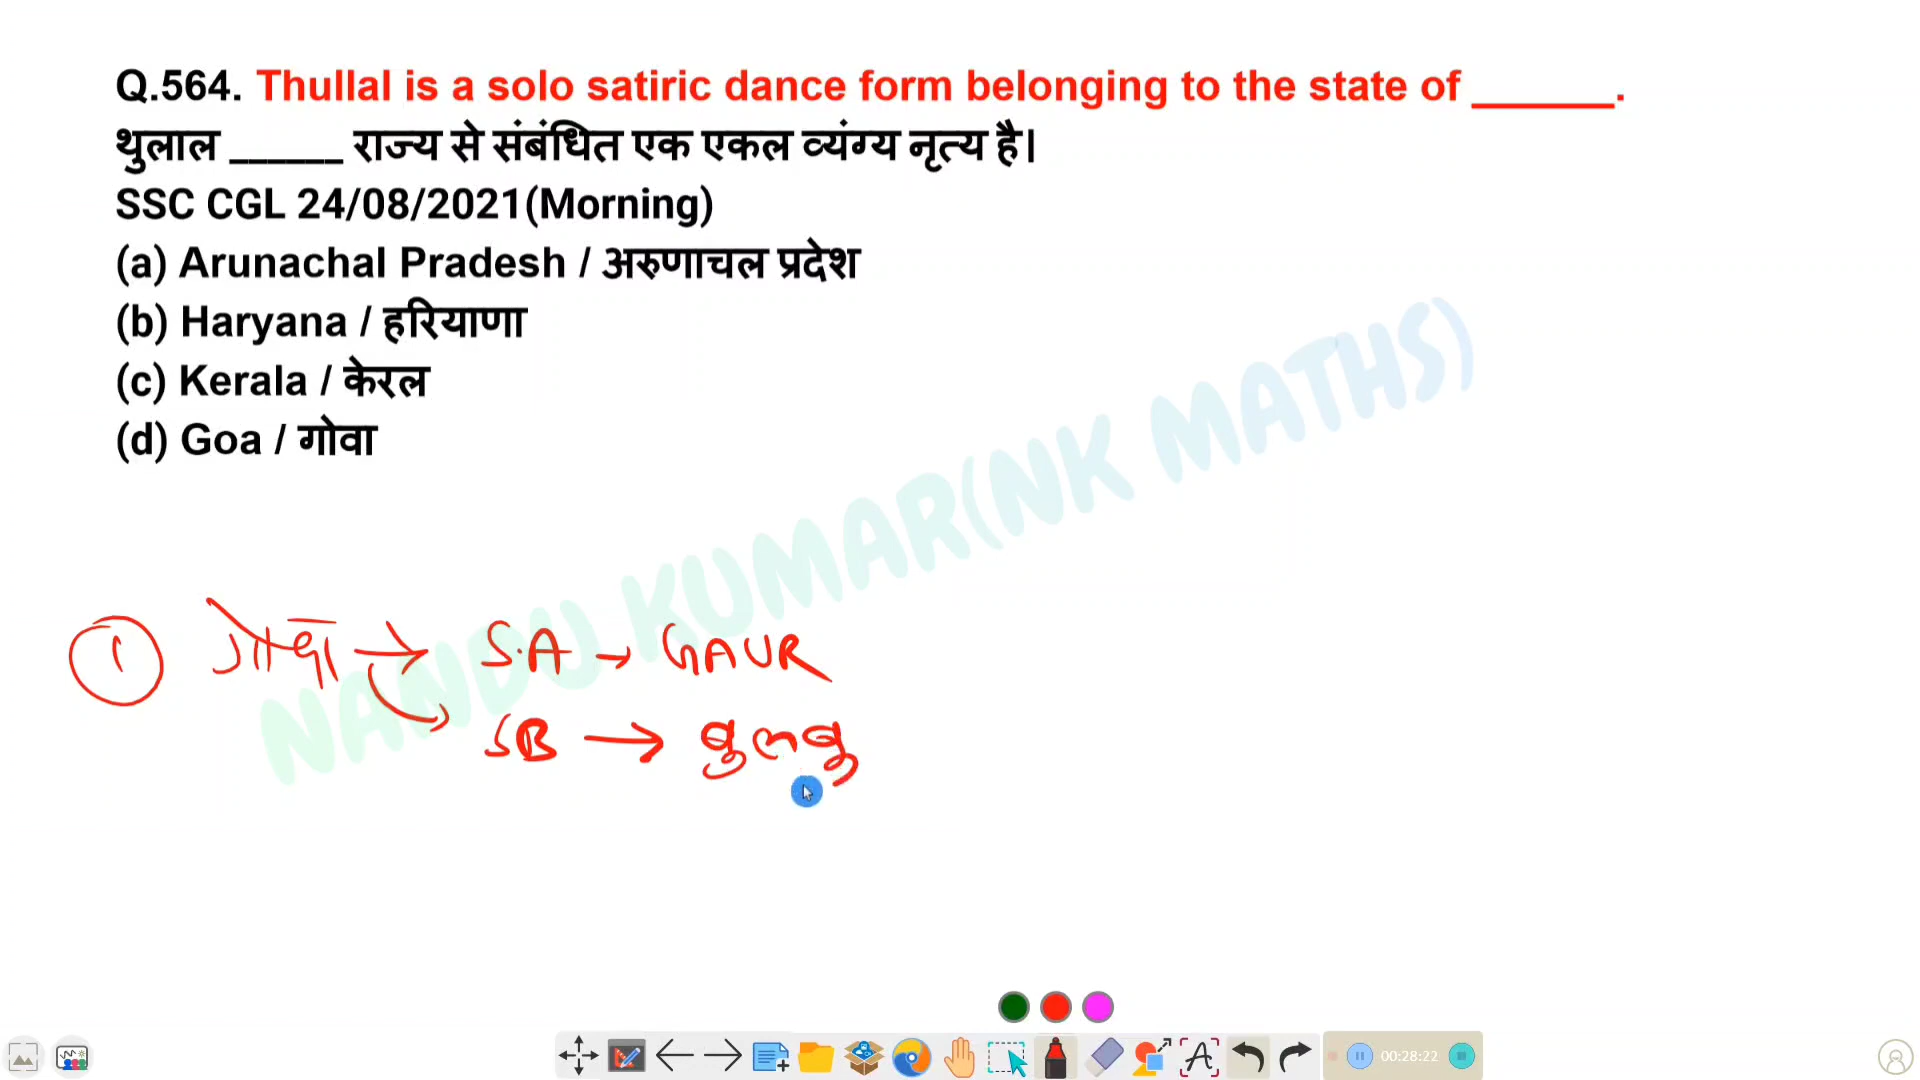 Q.564. Thullal is a solo satiric dance form belonging to the state of ______.
थुलाल ______ राज्य से संबंधित एक एकल व्यंग्य नृत्य है।
SSC CGL 24/08/2021(Morning)
(a) Arunachal Pradesh / अरुणाचल प्रदेश
(b) Haryana / हरियाणा
(c) Kerala / केरल
(d) Goa / गोवा
NANDU KUMAR(NK MATHS)
1 गोवा → S.A → GAUR
SB → बुलबु
00:28:22